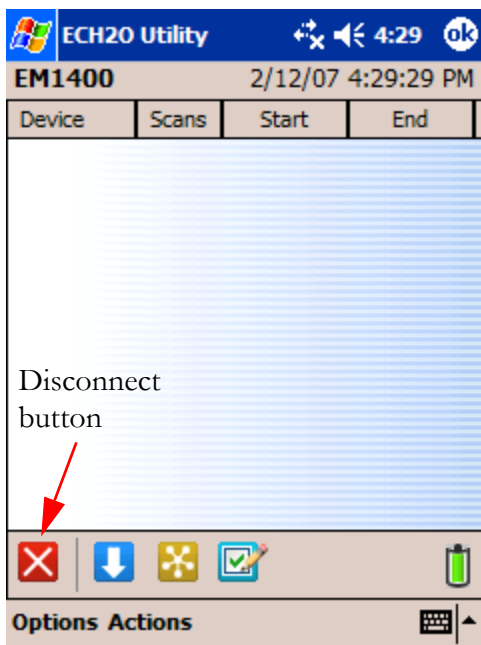 ECH2O Utility 4:29 ok
EM1400 2/12/07 4:29:29 PM
Device Scans Start End
Disconnect
button
Options Actions